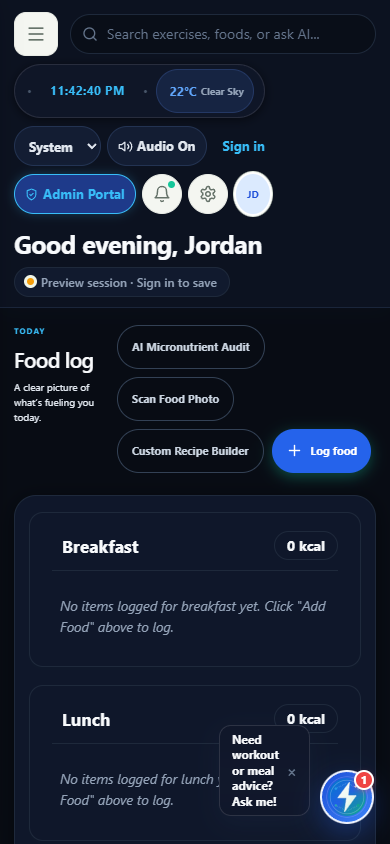 Search exercises, foods, or ask AI...
11:42:40 PM
22°C Clear Sky
System
Audio On
Sign in
Admin Portal
JD
Good evening, Jordan
Preview session · Sign in to save
TODAY
Food log
A clear picture of
what's fueling you
today.
AI Micronutrient Audit
Scan Food Photo
Custom Recipe Builder
+ Log food
Breakfast
0 kcal
No items logged for breakfast yet. Click "Add
Food" above to log.
Lunch
0 kcal
No items logged for lunch
Food" above to log.
Need
workout
or meal
advice?
Ask me!
×
1